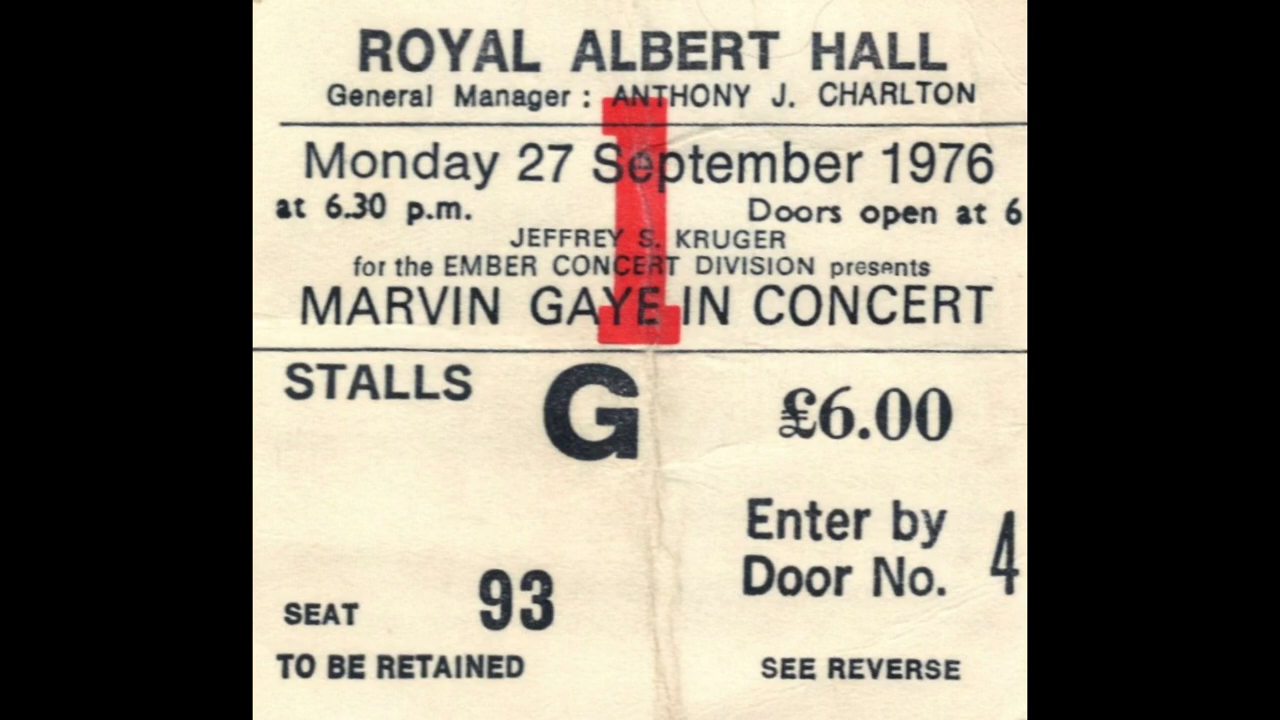 ROYAL ALBERT HALL
General Manager: ANTHONY J. CHARLTON
Monday 27 September 1976
at 6.30 p.m. Doors open at 6
JEFFREY S. KRUGER
for the EMBER CONCERT DIVISION presents
MARVIN GAYE IN CONCERT
1
STALLS G £6.00
Enter by
Door No. 4
SEAT 93
TO BE RETAINED SEE REVERSE